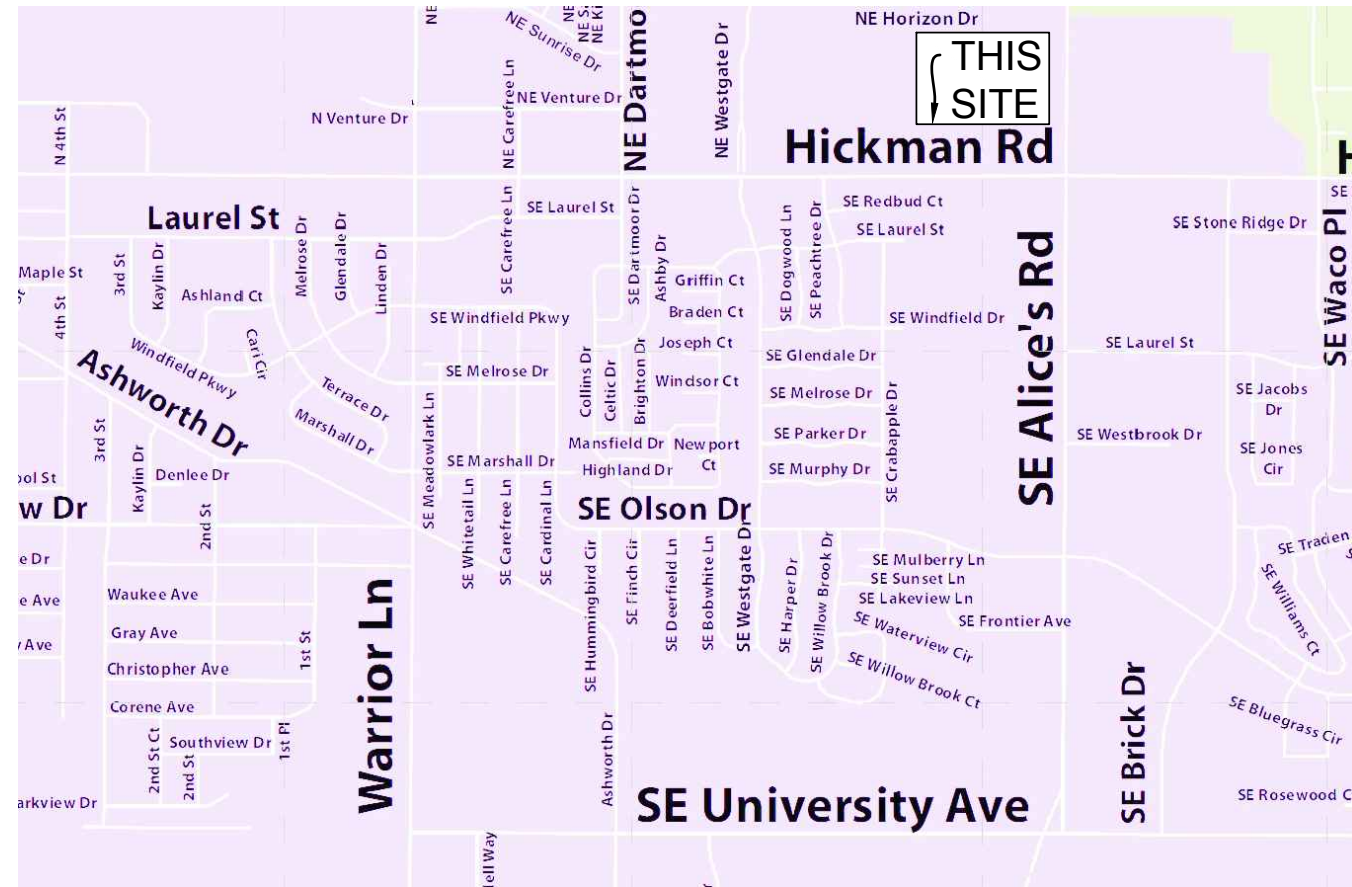 NE Horizon Dr
NE Sunrise Dr
THIS
SITE
NE Dartmo
NE Westgate Dr
NE Carefree Ln
NE Venture Dr
N Venture Dr
N 4th St
Hickman Rd
SE Carefree Ln
SE Laurel St
SE Dartmoor Dr
SE Redbud Ct
SE Laurel St
SE Dogwood Ln
SE Peachtree Dr
SE Stone Ridge Dr
SE
SE Waco Pl
Laurel St
Melrose Dr
Glendale Dr
Linden Dr
Ashby Dr
Griffin Ct
Braden Ct
Joseph Ct
Windsor Ct
Maple St
3rd St
Kaylin Dr
Ashland Ct
4th St
Cari Cir
Windfield Pkwy
Ashworth Dr
SE Windfield Pkwy
SE Windfield Dr
SE Alice's Rd
SE Laurel St
SE Glendale Dr
SE Melrose Dr
SE Melrose Dr
Collins Dr
Celtic Dr
Brighton Dr
Terrace Dr
Marshall Dr
SE Meadowlark Ln
SE Crabapple Dr
SE Jacobs
Dr
SE Parker Dr
SE Westbrook Dr
Mansfield Dr
Newport
Ct
Highland Dr
SE Marshall Dr
SE Murphy Dr
SE Jones
Cir
3rd St
Kaylin Dr
Denlee Dr
ool St
w Dr
2nd St
SE Olson Dr
SE Whitetail Ln
SE Carefree Ln
SE Cardinal Ln
SE Hummingbird Cir
SE Finch Cir
SE Deerfield Ln
SE Bobwhite Ln
SE Westgate Dr
SE Harper Dr
SE Willow Brook Dr
SE Mulberry Ln
SE Sunset Ln
SE Lakeview Ln
SE Frontier Ave
SE Waterview Cir
SE Willow Brook Ct
SE Williams Ct
e Dr
e Ave
Waukee Ave
Gray Ave
Christopher Ave
Corene Ave
1st St
Warrior Ln
SE Brick Dr
SE Bluegrass Cir
2nd St Ct
2nd St
Southview Dr
1st Pl
Ashworth Dr
arkview Dr
SE University Ave
SE Rosewood C
ell Way